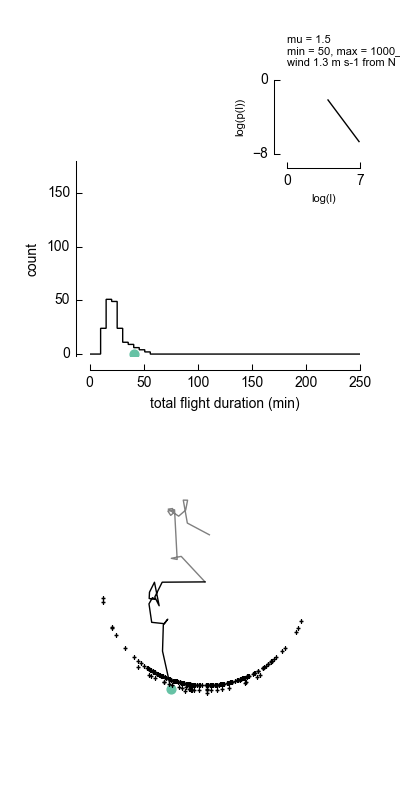 mu = 1.5
min = 50, max = 1000_
wind 1.3 m s-1 from N
0
log(p(l))
−8
0
7
log(l)
150
100
50
0
count
0
50
100
150
200
250
total flight duration (min)